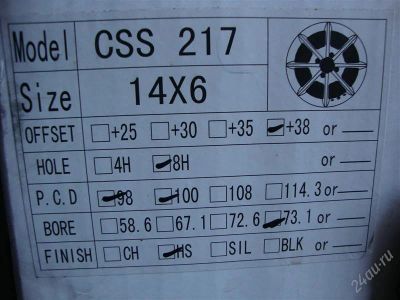 Model CSS 217
Size 14X6
OFFSET +25 +30 +35 +38 or
HOLE 4H 8H or
P.C.D 98 100 108 114.3 or
BORE 58.6 67.1 72.6 73.1 or
FINISH CH HS SIL BLK or
24au.ru